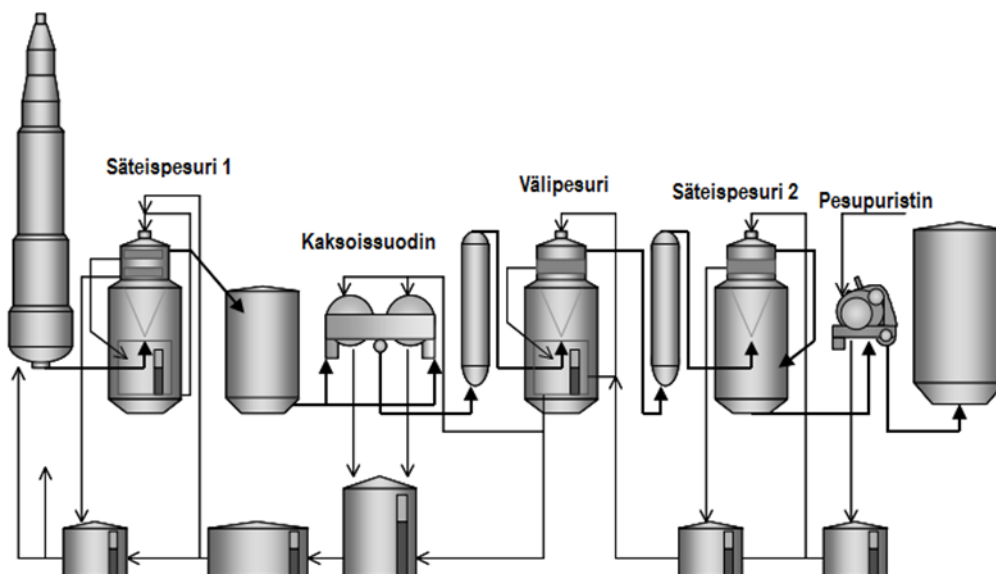 Säteispesuri 1
Kaksoissuodin
Välipesuri
Säteispesuri 2
Pesupuristin